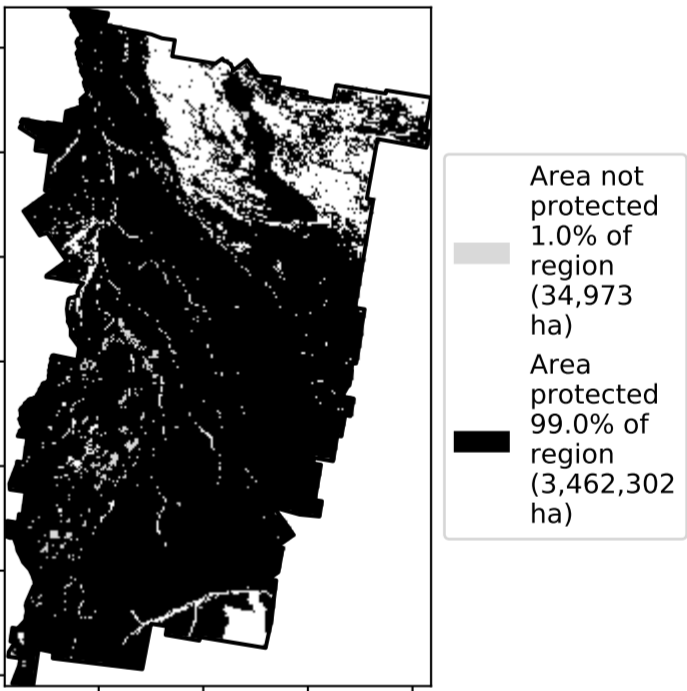 Area not
protected
1.0% of
region
(34,973
ha)
Area
protected
99.0% of
region
(3,462,302
ha)